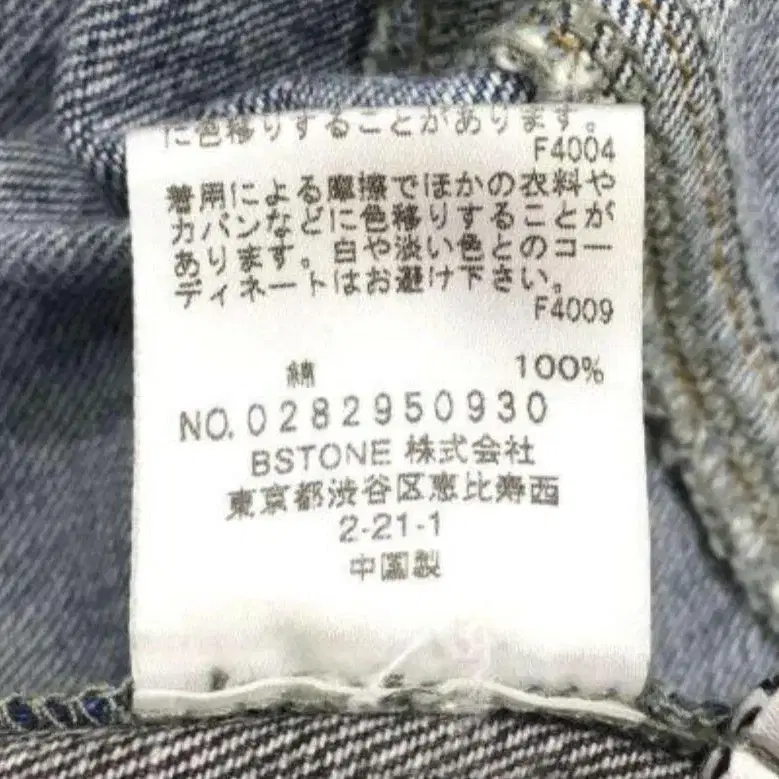 に色移りすることがあります。
F4004
着用による摩擦でほかの衣料や
カバンなどに色移りすることが
あります。白や淡い色とのコー
ディネートはお避け下さい。
F4009
綿 100%
NO.0282950930
BSTONE 株式会社
東京都渋谷区恵比寿西
2-21-1
中国製